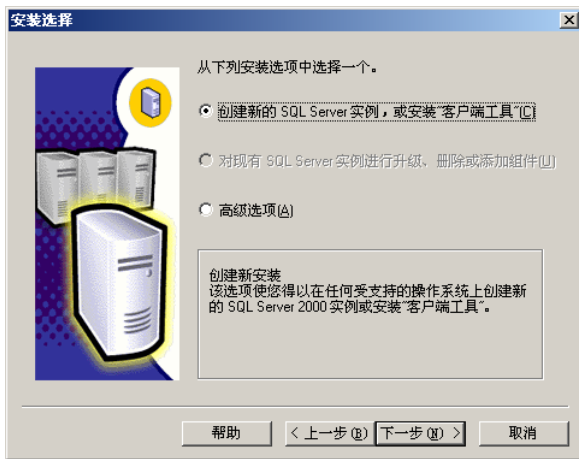 安装选择
从下列安装选项中选择一个。
创建新的 SQL Server 实例，或安装"客户端工具"(C)
对现有 SQL Server 实例进行升级、删除或添加组件(U)
高级选项(A)
创建新安装
该选项使您得以在任何受支持的操作系统上创建新
的 SQL Server 2000 实例或安装"客户端工具"。
帮助
< 上一步(B)
下一步(N) >
取消